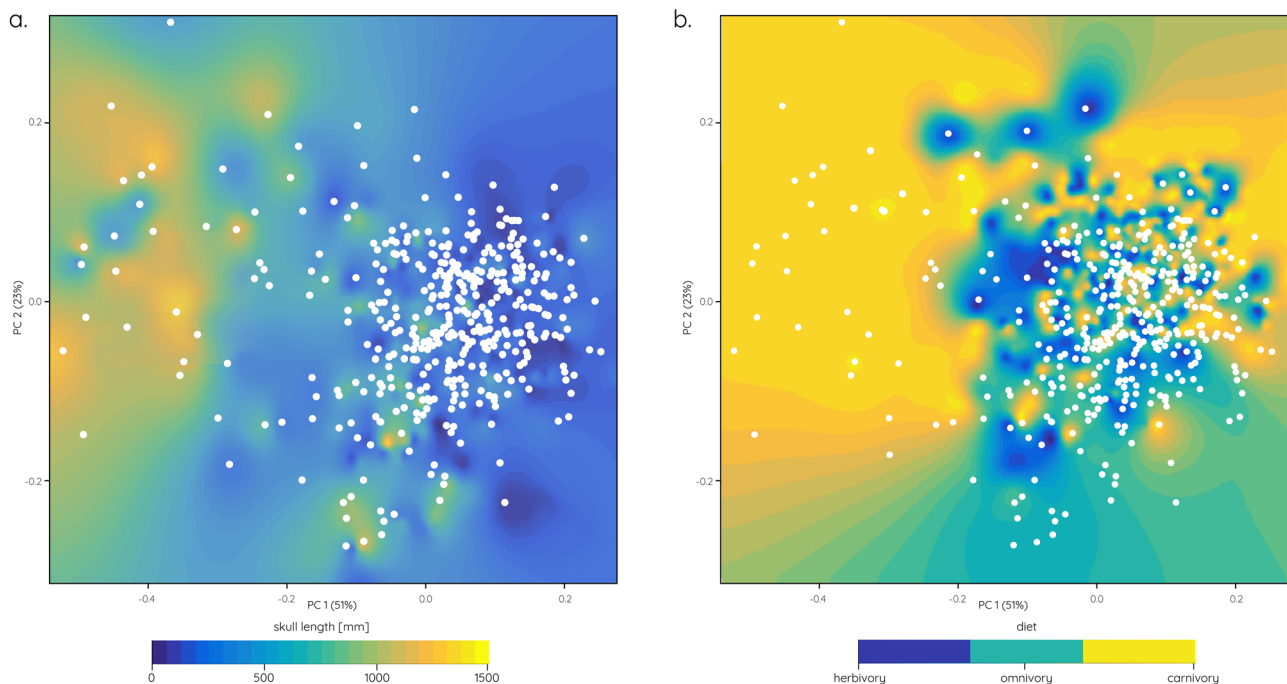 a.
b.
0.2
0.0
-0.2
PC 2 (23%)
-0.4
-0.2
0.0
0.2
PC 1 (51%)
skull length [mm]
0
500
1000
1500
0.2
0.0
-0.2
PC 2 (23%)
-0.4
-0.2
0.0
0.2
PC 1 (51%)
diet
herbivory
omnivory
carnivory